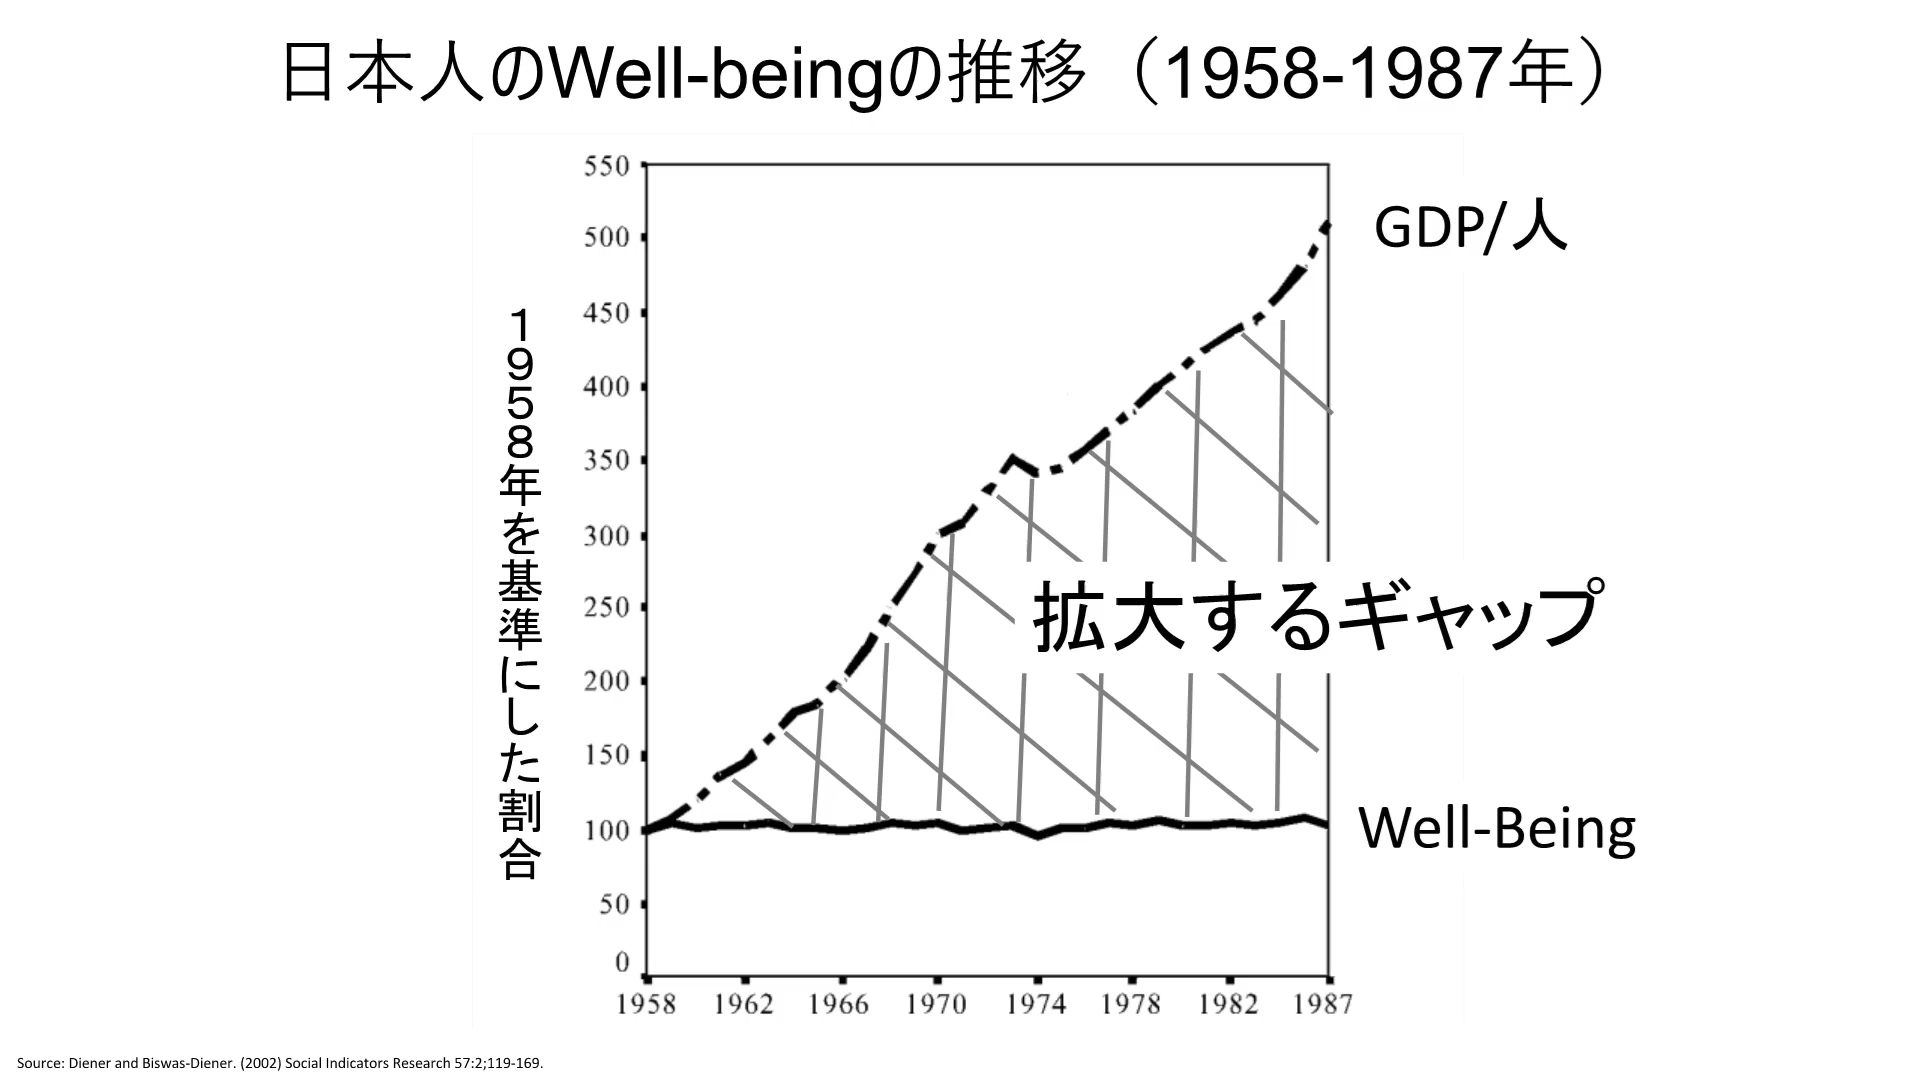 日本人のWell-beingの推移（1958-1987年）
550
500
450
400
350
300
250
200
150
100
50
0
1958年を基準にした割合
GDP/人
拡大するギャップ
Well-Being
1958 1962 1966 1970 1974 1978 1982 1987
Source: Diener and Biswas-Diener. (2002) Social Indicators Research 57:2;119-169.